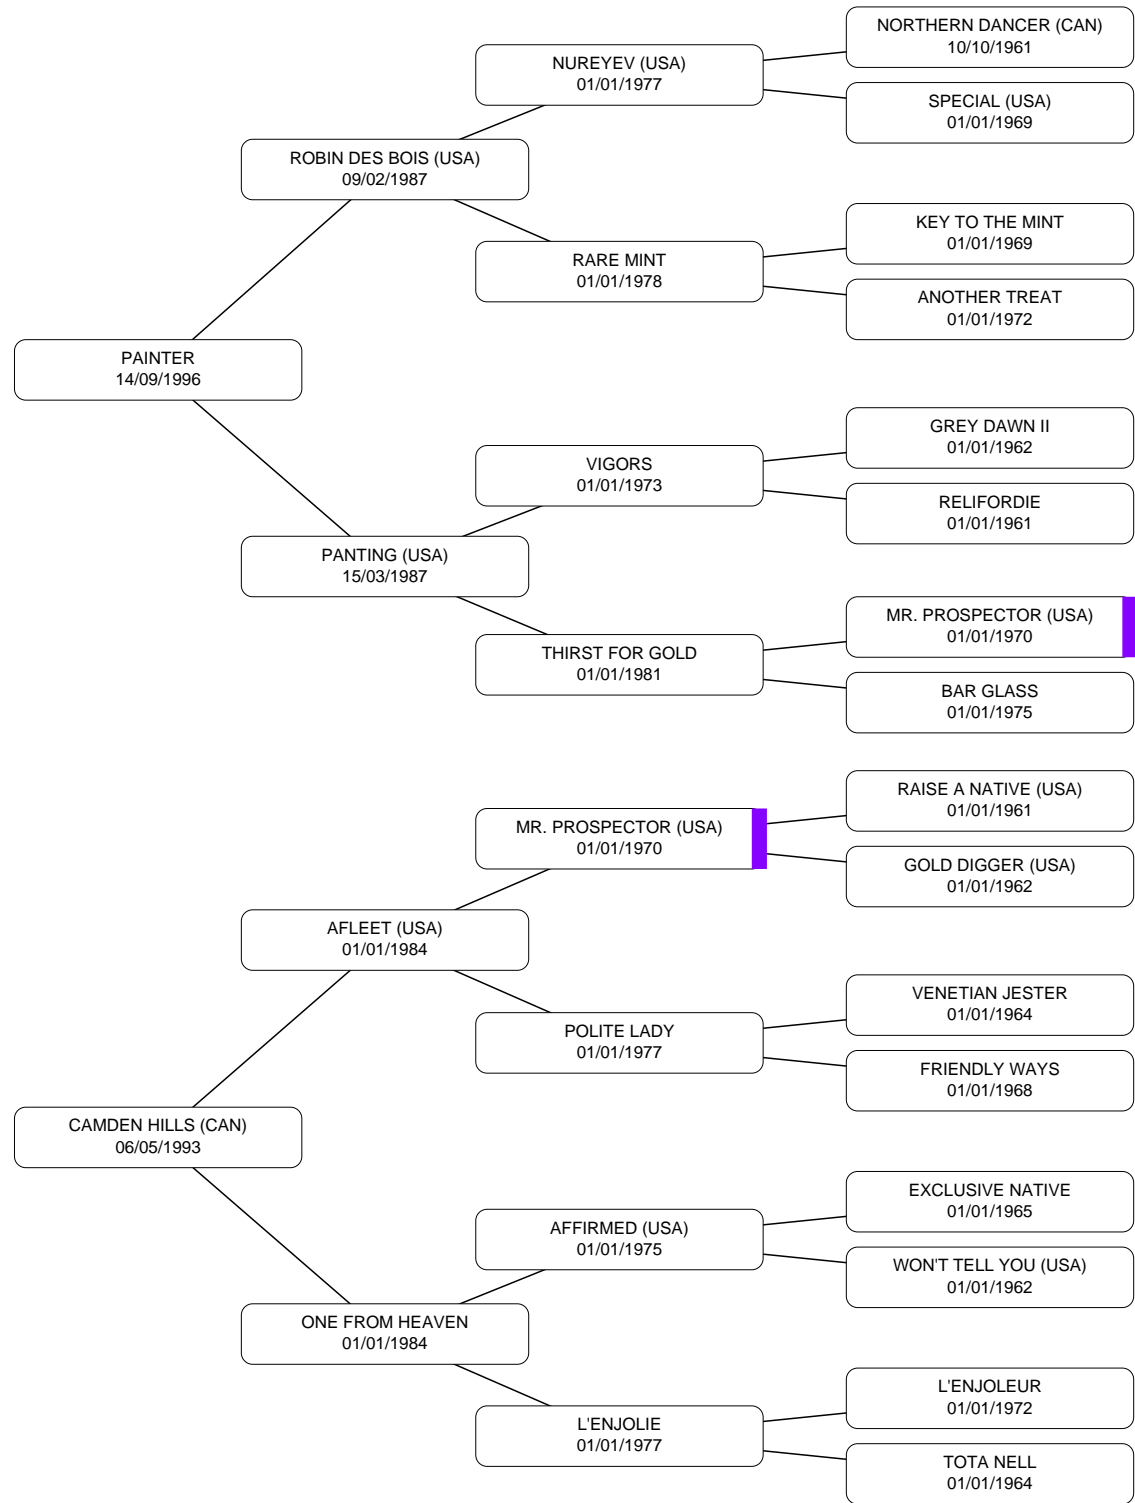 NORTHERN DANCER (CAN)
10/10/1961
NUREYEV (USA)
01/01/1977
SPECIAL (USA)
01/01/1969
ROBIN DES BOIS (USA)
09/02/1987
KEY TO THE MINT
01/01/1969
RARE MINT
01/01/1978
ANOTHER TREAT
01/01/1972
PAINTER
14/09/1996
GREY DAWN II
01/01/1962
VIGORS
01/01/1973
RELIFORDIE
01/01/1961
PANTING (USA)
15/03/1987
MR. PROSPECTOR (USA)
01/01/1970
THIRST FOR GOLD
01/01/1981
BAR GLASS
01/01/1975
RAISE A NATIVE (USA)
01/01/1961
MR. PROSPECTOR (USA)
01/01/1970
GOLD DIGGER (USA)
01/01/1962
AFLEET (USA)
01/01/1984
VENETIAN JESTER
01/01/1964
POLITE LADY
01/01/1977
FRIENDLY WAYS
01/01/1968
CAMDEN HILLS (CAN)
06/05/1993
EXCLUSIVE NATIVE
01/01/1965
AFFIRMED (USA)
01/01/1975
WON'T TELL YOU (USA)
01/01/1962
ONE FROM HEAVEN
01/01/1984
L'ENJOLEUR
01/01/1972
L'ENJOLIE
01/01/1977
TOTA NELL
01/01/1964